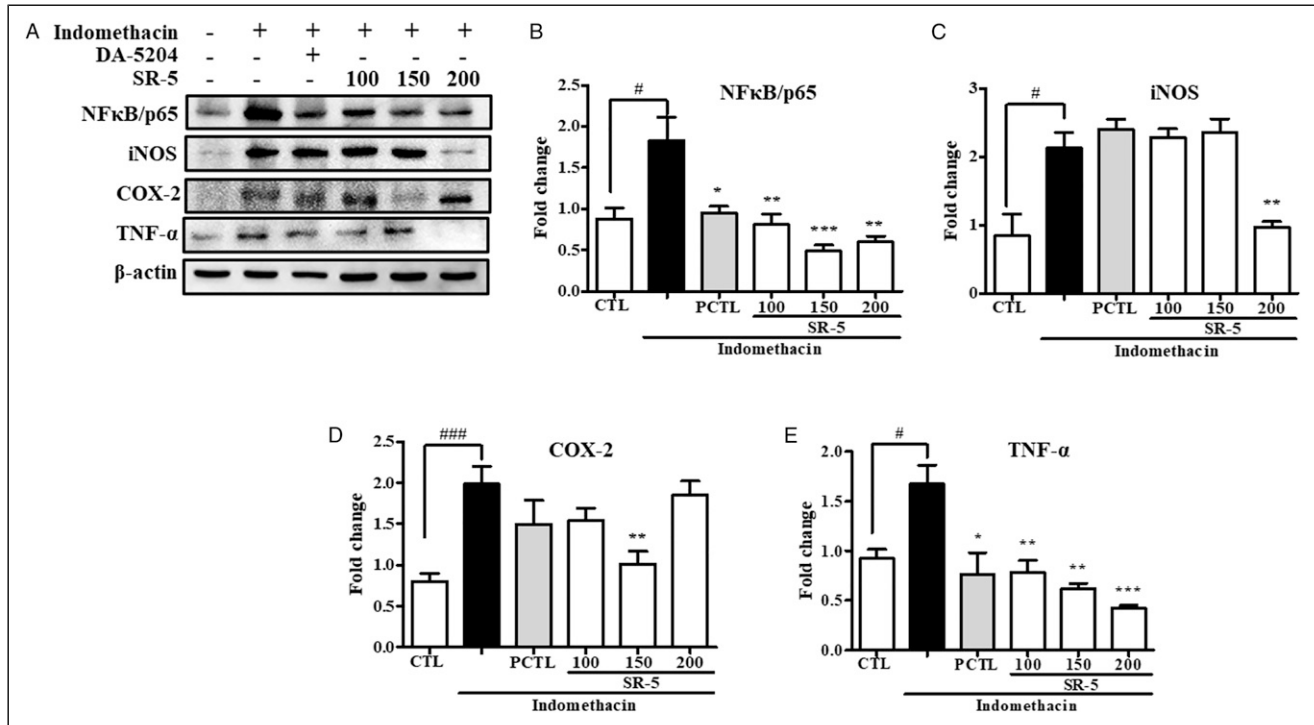 A Indomethacin - + + + + +
DA-5204 - - + - - -
SR-5 - - - 100 150 200
NFκB/p65
iNOS
COX-2
TNF-α
β-actin
B
NFκB/p65
#
Fold change
2.5
2.0
1.5
1.0
0.5
0.0
* ** *** **
CTL PCTL 100 150 200
SR-5
Indomethacin
C
iNOS
#
Fold change
3
2
1
0
**
CTL PCTL 100 150 200
SR-5
Indomethacin
D
COX-2
###
Fold change
2.5
2.0
1.5
1.0
0.5
0.0
**
CTL PCTL 100 150 200
SR-5
Indomethacin
E
TNF-α
#
Fold change
2.0
1.5
1.0
0.5
0.0
* ** ** ***
CTL PCTL 100 150 200
SR-5
Indomethacin